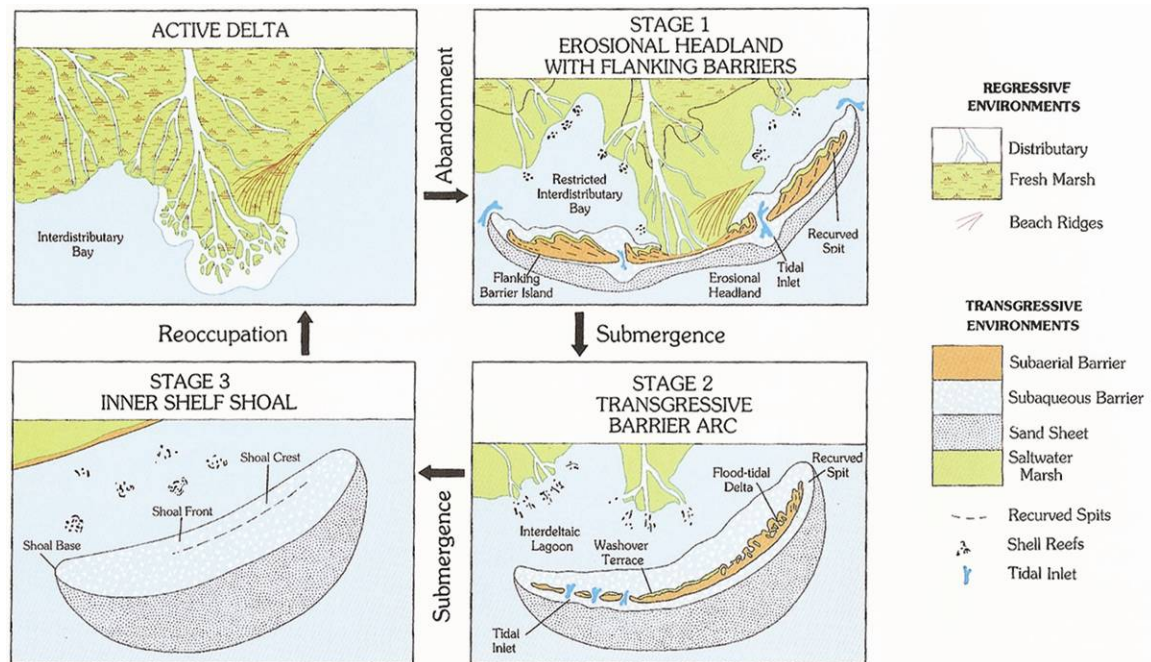 ACTIVE DELTA
Interdistributary
Bay
Abandonment
STAGE 1
EROSIONAL HEADLAND
WITH FLANKING BARRIERS
Restricted
Interdistributary
Bay
Flanking
Barrier Island
Erosional
Headland
Tidal
Inlet
Recurved
Spit
Submergence
STAGE 2
TRANSGRESSIVE
BARRIER ARC
Recurved
Spit
Flood-tidal
Delta
Interdeltaic
Lagoon
Washover
Terrace
Tidal
Inlet
Submergence
STAGE 3
INNER SHELF SHOAL
Shoal Crest
Shoal Front
Shoal Base
Reoccupation
REGRESSIVE
ENVIRONMENTS
Distributary
Fresh Marsh
Beach Ridges
TRANSGRESSIVE
ENVIRONMENTS
Subaerial Barrier
Subaqueous Barrier
Sand Sheet
Saltwater
Marsh
Recurved Spits
Shell Reefs
Tidal Inlet